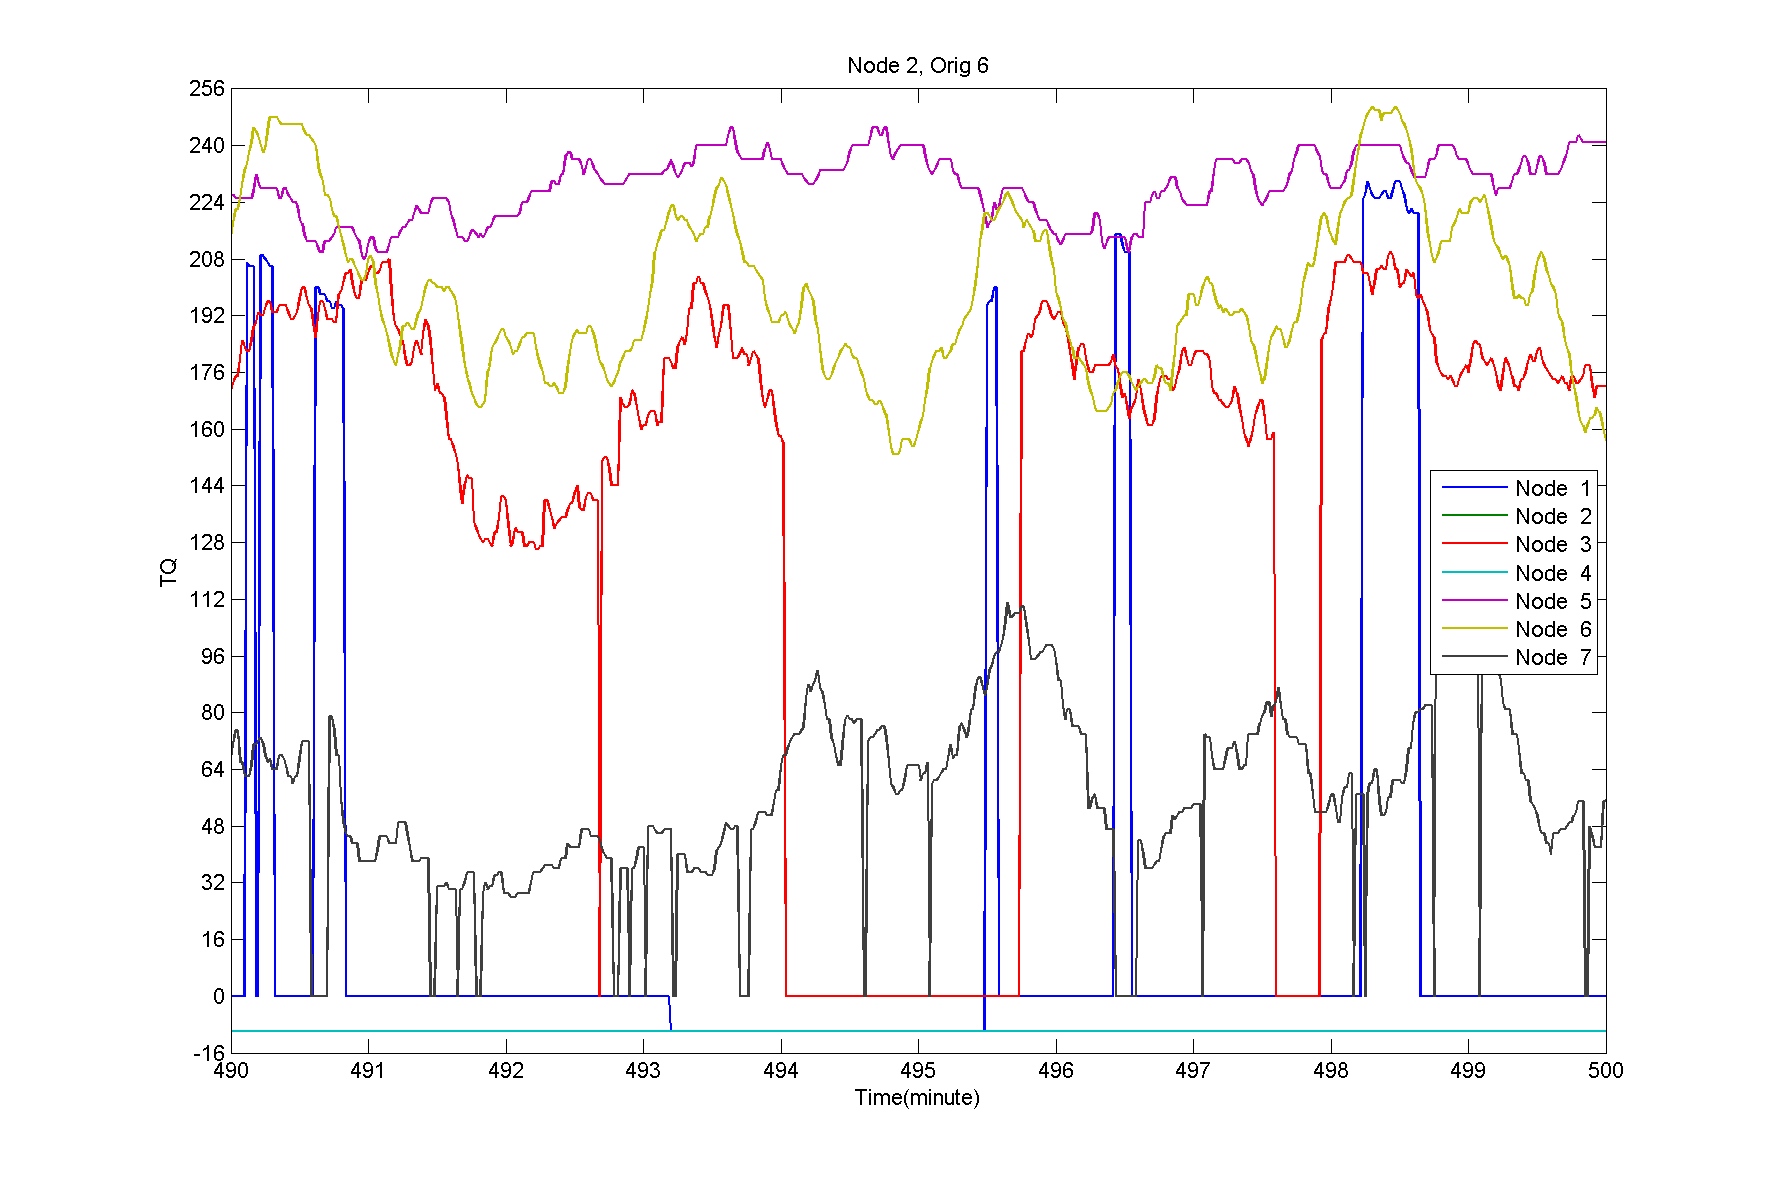 Node 2, Orig 6
256
240
224
208
192
176
160
144
128
112
96
80
64
48
32
16
0
-16
TQ
Node 1
Node 2
Node 3
Node 4
Node 5
Node 6
Node 7
490 491 492 493 494 495 496 497 498 499 500
Time(minute)